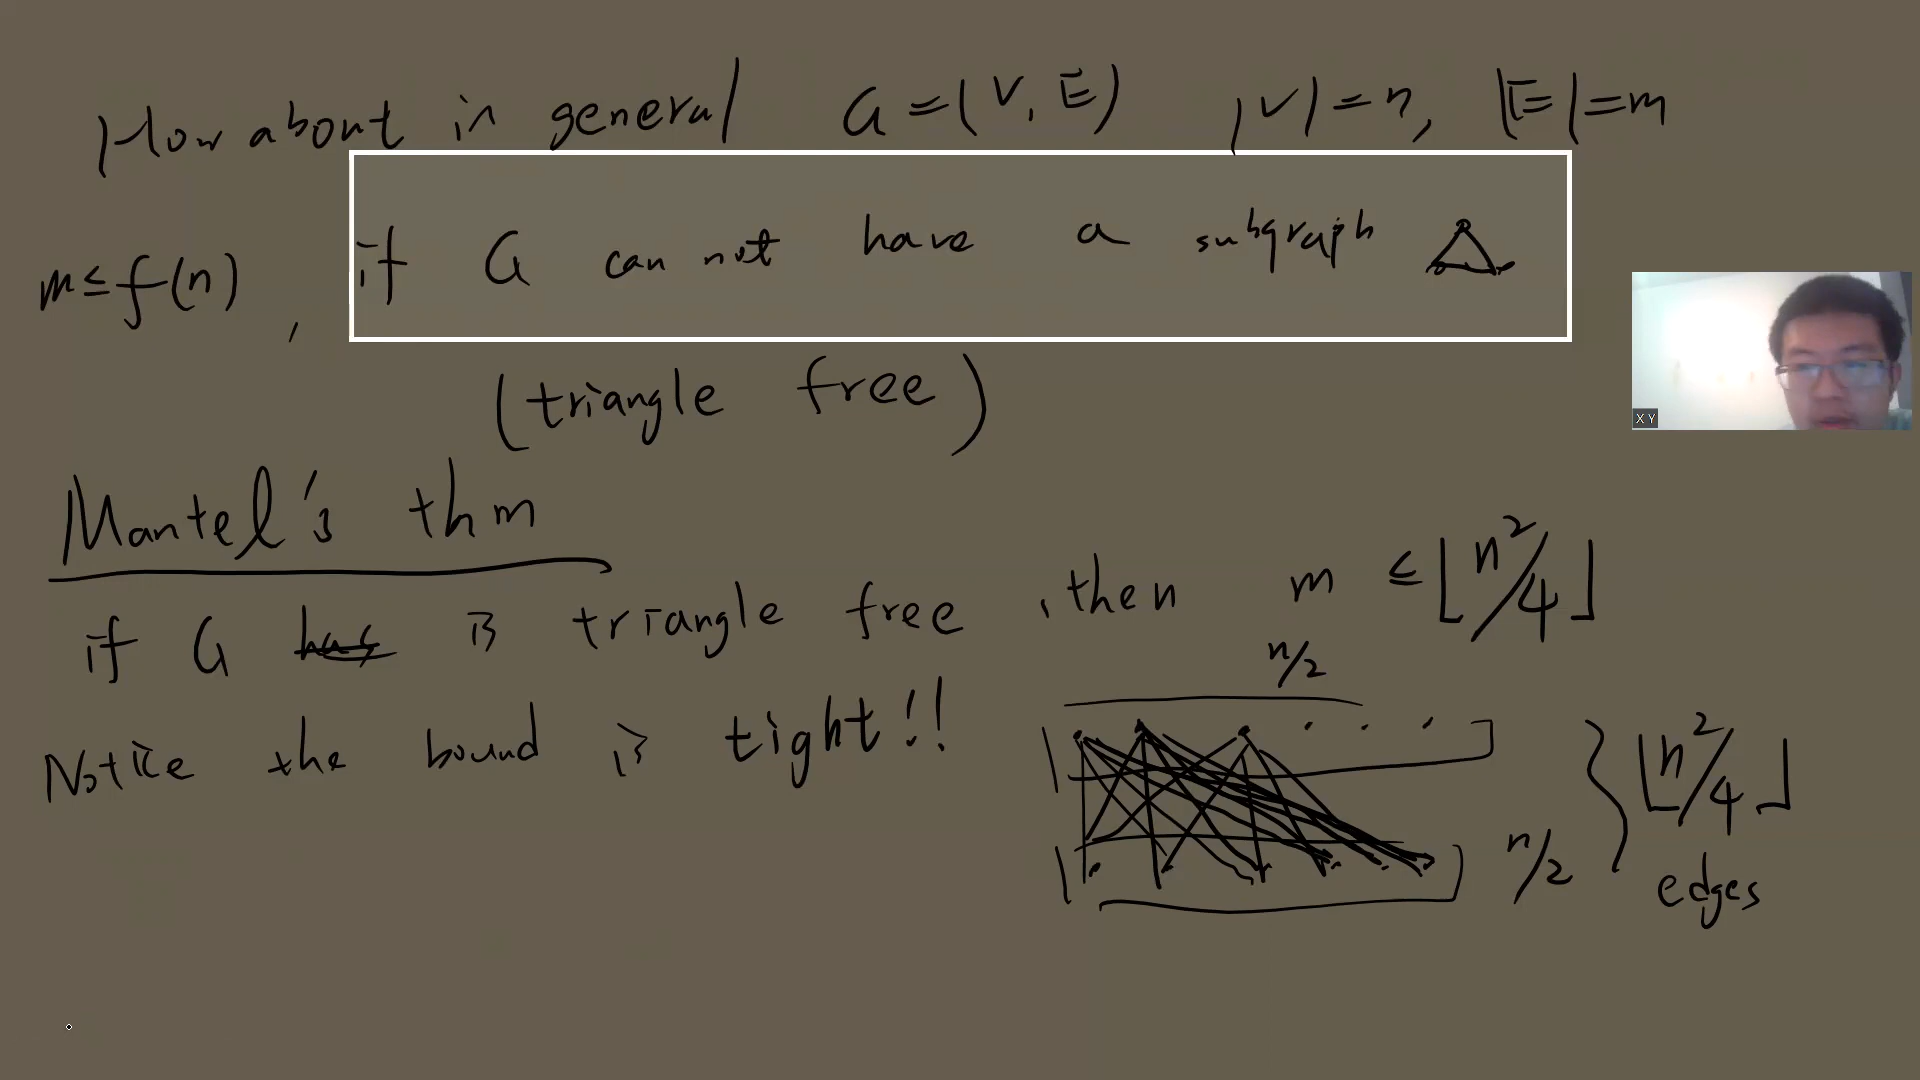 How about in general G = (V, E) |V| = n, |E| = m
m ≤ f(n) , if G can not have a subgraph
(triangle free)
Mantel's thm
if G has is triangle free , then m ≤ ⌊n²/4⌋
Notice the bound is tight!!
n/2
n/2
⌊n²/4⌋
edges
X Y